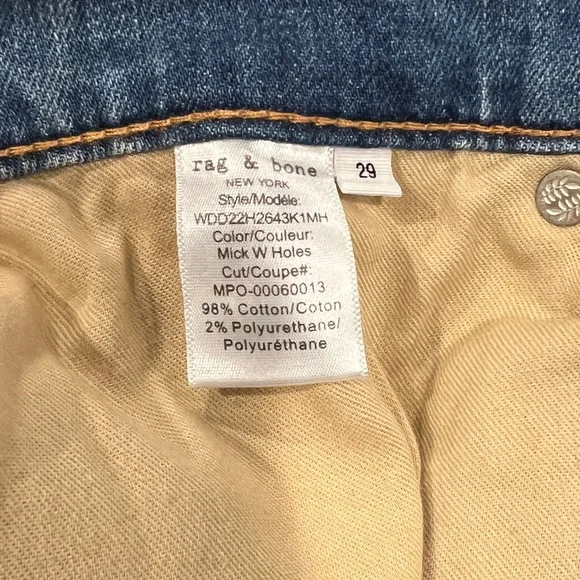 rag & bone
NEW YORK
Style/Modéle:
WDD22H2643K1MH
Color/Couleur:
Mick W Holes
Cut/Coupe#:
MPO-00060013
98% Cotton/Coton
2% Polyurethane/
Polyuréthane
29